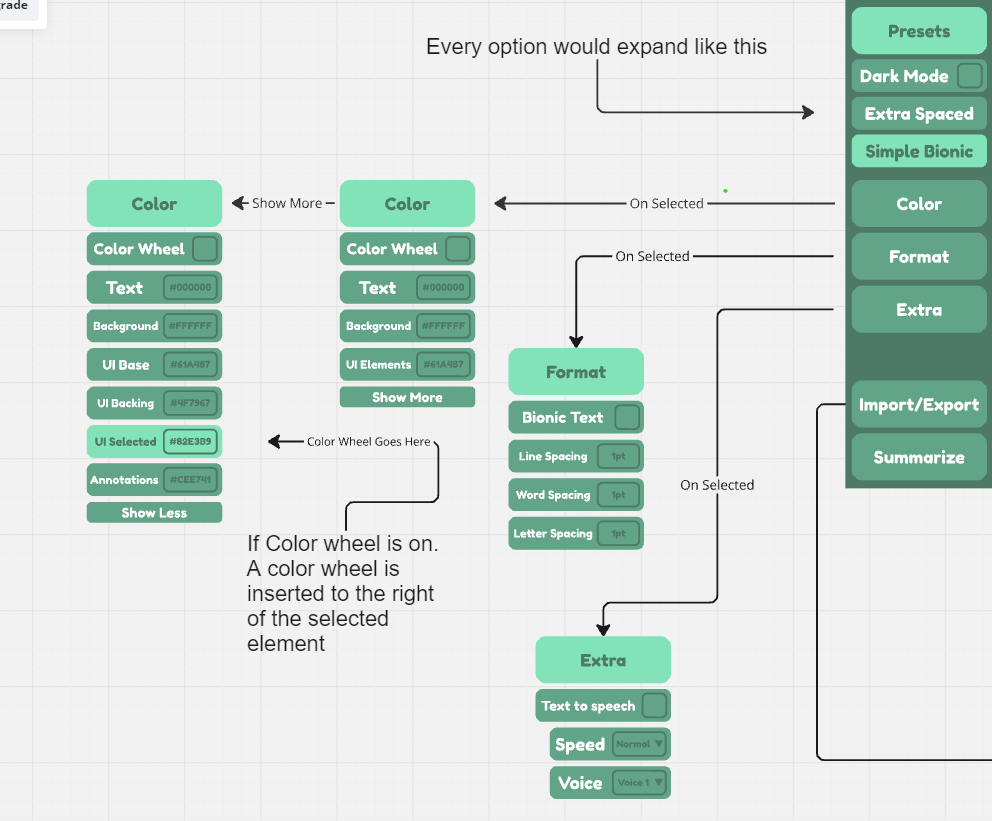 rade
Every option would expand like this
Presets
Dark Mode
Extra Spaced
Simple Bionic
Color
Format
Extra
Import/Export
Summarize
On Selected
Color
Color Wheel
Text #000000
Background #FFFFFF
UI Elements #61A487
Show More
Show More
Color
Color Wheel
Text #000000
Background #FFFFFF
UI Base #61A487
UI Backing #4F7967
UI Selected #82E3B9
Annotations #CEE741
Show Less
Color Wheel Goes Here
If Color wheel is on.
A color wheel is
inserted to the right
of the selected
element
On Selected
Format
Bionic Text
Line Spacing 1pt
Word Spacing 1pt
Letter Spacing 1pt
On Selected
Extra
Text to speech
Speed Normal ▼
Voice Voice 1 ▼